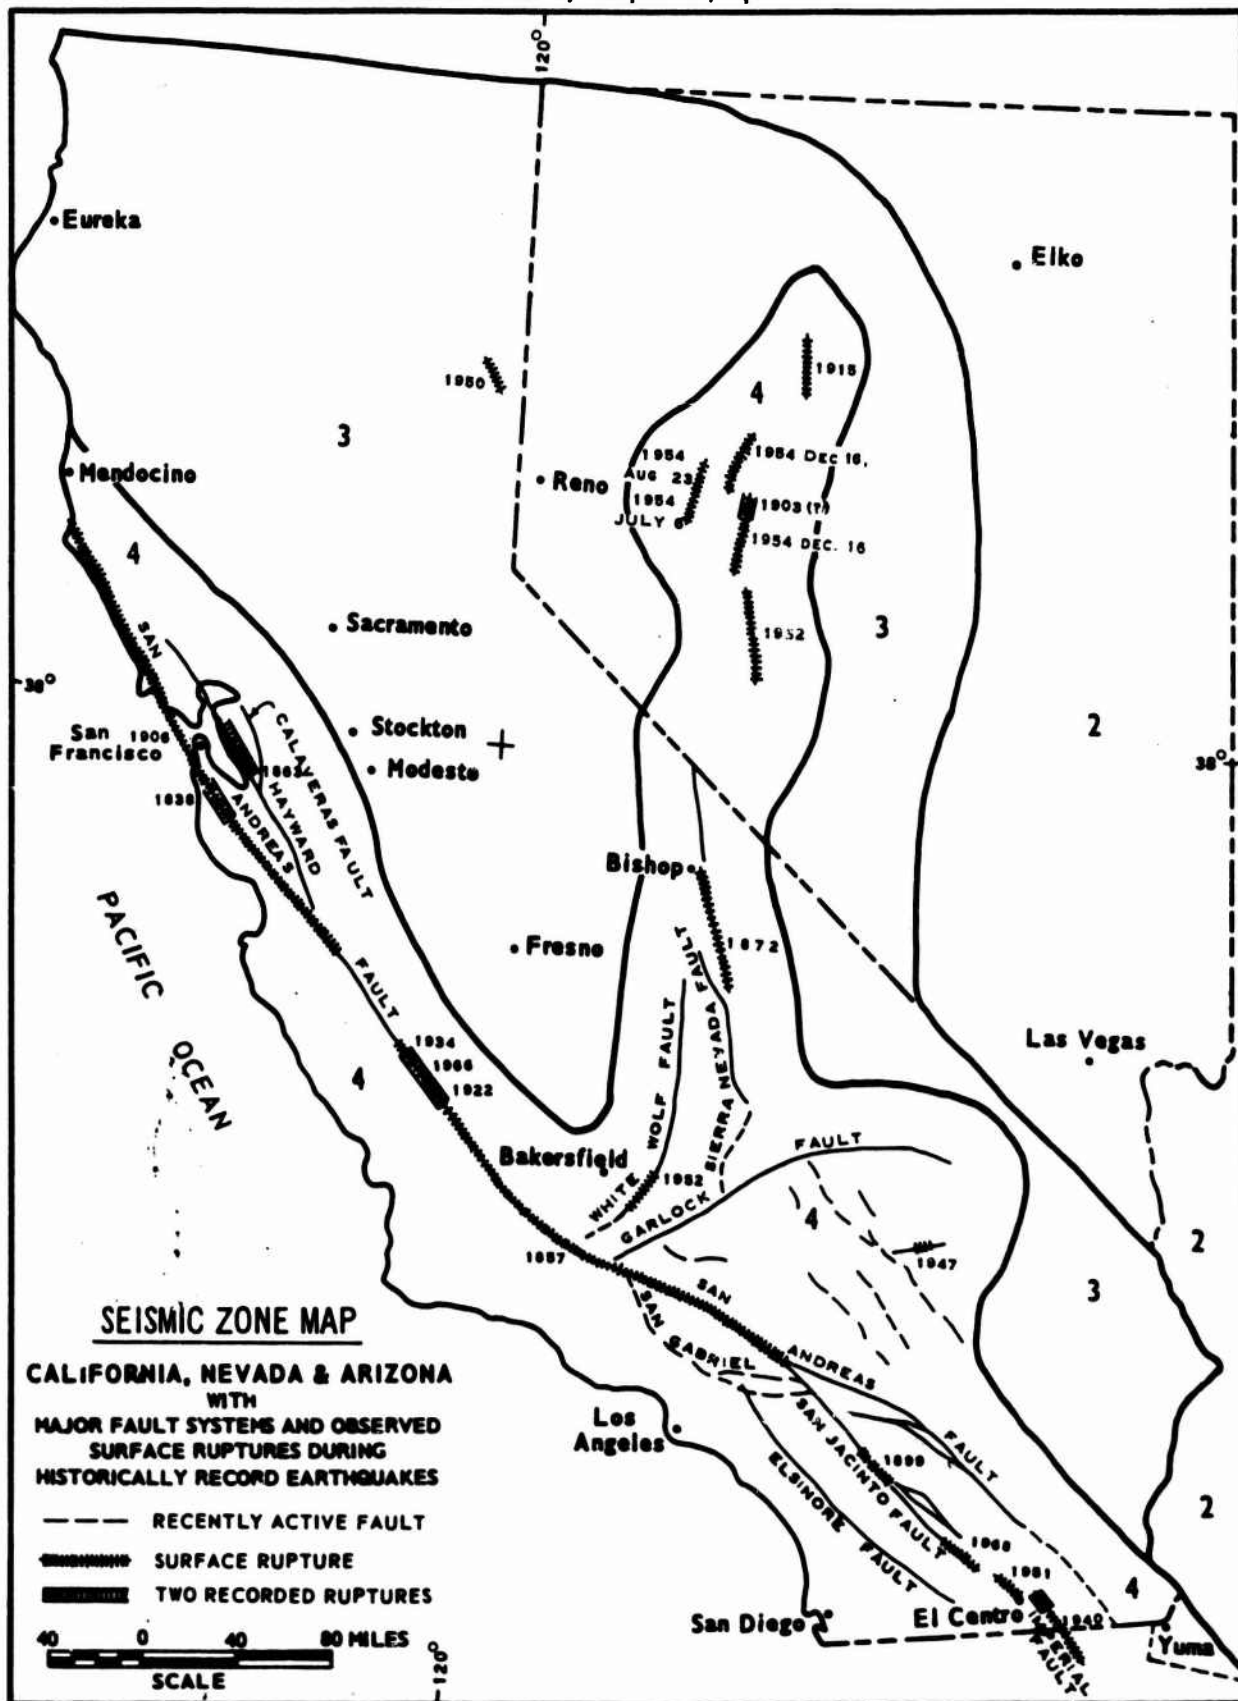 120°
Eureka
Elko
1950
1915
4
3
Mendocino
Reno
1954
AUG 23
1954
JULY 6
1954 DEC 16,
1903 (?)
1954 DEC. 16
4
Sacramento
1952
3
38°
SAN
San 1906
Francisco
Stockton
Modesto
CALAVERAS FAULT
HAYWARD
2
38°
1838
ANDREAS
Bishop
PACIFIC OCEAN
Fresno
1872
FAULT
1934
1966
1922
4
WHITE WOLF FAULT
SIERRA NEVADA FAULT
Las Vegas
Bakersfield
1952
GARLOCK
FAULT
4
1947
2
1857
SAN
3
SAN
GABRIEL
ANDREAS
FAULT
SEISMIC ZONE MAP
CALIFORNIA, NEVADA & ARIZONA
WITH
MAJOR FAULT SYSTEMS AND OBSERVED
SURFACE RUPTURES DURING
HISTORICALLY RECORD EARTHQUAKES
RECENTLY ACTIVE FAULT
SURFACE RUPTURE
TWO RECORDED RUPTURES
40 0 40 80 MILES
SCALE
120°
Los
Angeles
SAN JACINTO FAULT
ELSINORE FAULT
1899
2
1968
1951
4
San Diego
El Centro
1940
IMPERIAL
FAULT
Yuma